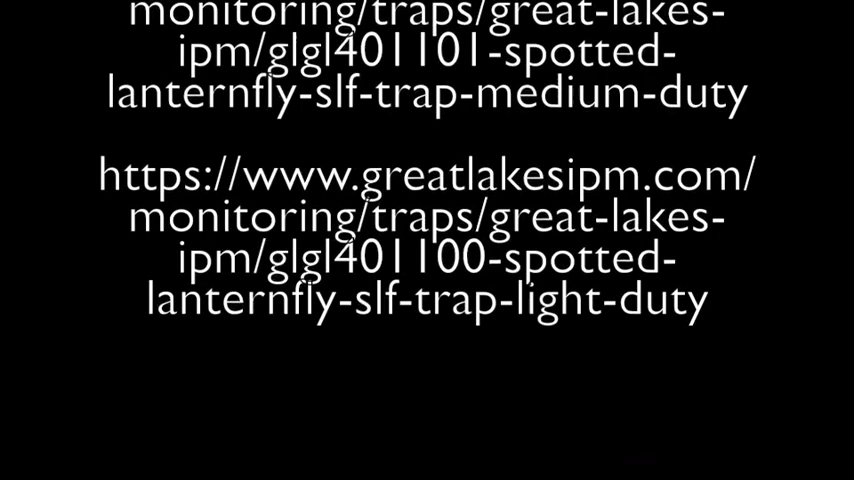 monitoring/traps/great-lakes-
ipm/glgl401101-spotted-
lanternfly-slf-trap-medium-duty
https://www.greatlakesipm.com/
monitoring/traps/great-lakes-
ipm/glgl401100-spotted-
lanternfly-slf-trap-light-duty